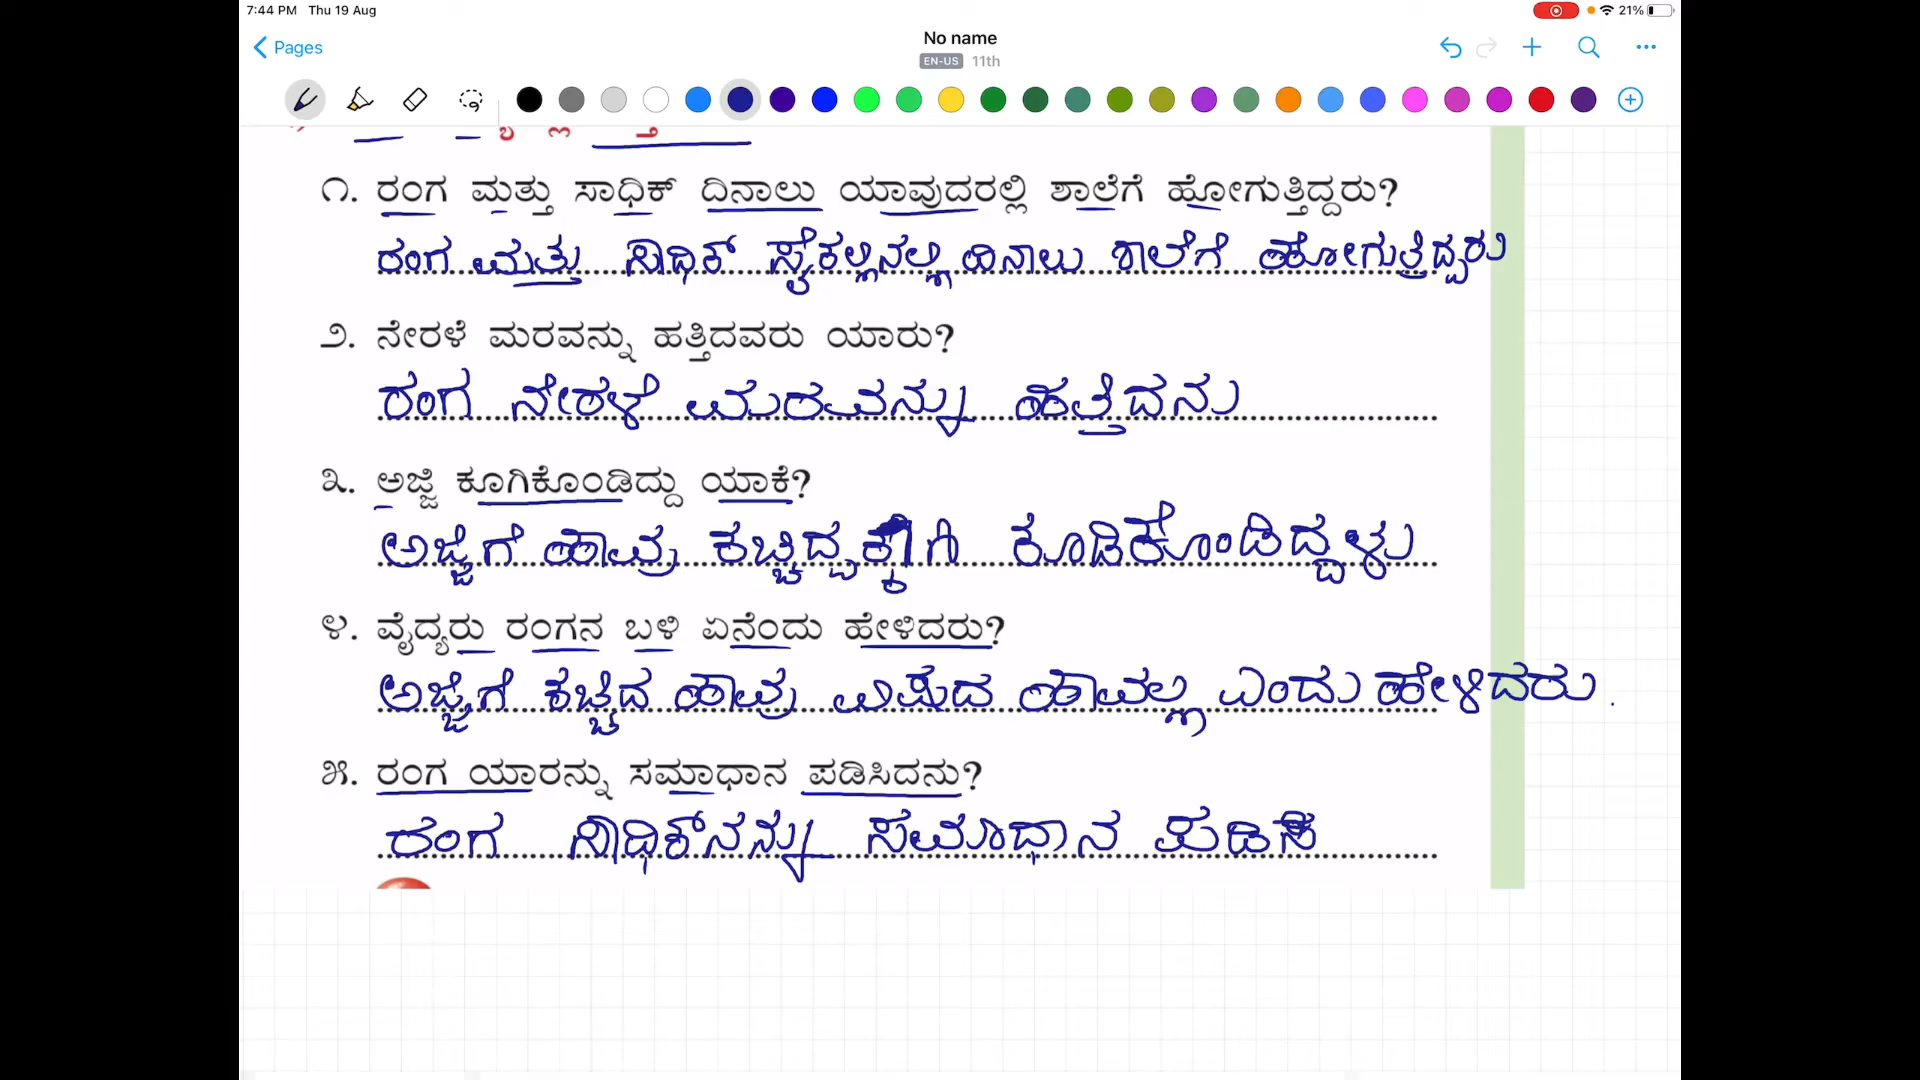 7:44 PM Thu 19 Aug
21%
Pages
No name
EN-US 11th
೧. ರಂಗ ಮತ್ತು ಸಾಧಿಕ್ ದಿನಾಲು ಯಾವುದರಲ್ಲಿ ಶಾಲೆಗೆ ಹೋಗುತ್ತಿದ್ದರು?
ರಂಗ ಮತ್ತು ಸಾಧಿಕ್ ಸೈಕಲ್ಲಿನಲ್ಲಿ ದಿನಾಲು ಶಾಲೆಗೆ ಹೋಗುತ್ತಿದ್ದರು
೨. ನೇರಳೆ ಮರವನ್ನು ಹತ್ತಿದವರು ಯಾರು?
ರಂಗ ನೇರಳೆ ಮರವನ್ನು ಹತ್ತಿದನು
೩. ಅಜ್ಜಿ ಕೂಗಿಕೊಂಡಿದ್ದು ಯಾಕೆ?
ಅಜ್ಜಿಗೆ ಹಾವು ಕಚ್ಚಿದ್ದಕ್ಕಾಗಿ ಕೂಡಿಕೊಂಡಿದ್ದಳು
೪. ವೈದ್ಯರು ರಂಗನ ಬಳಿ ಏನೆಂದು ಹೇಳಿದರು?
ಅಜ್ಜಿಗೆ ಕಚ್ಚಿದ ಹಾವು ವಿಷದ ಹಾವಲ್ಲ ಎಂದು ಹೇಳಿದರು.
೫. ರಂಗ ಯಾರನ್ನು ಸಮಾಧಾನ ಪಡಿಸಿದನು?
ರಂಗ ಸಾಧಿಕ್‌ನನ್ನು ಸಮಾಧಾನ ಪಡಿಸಿ